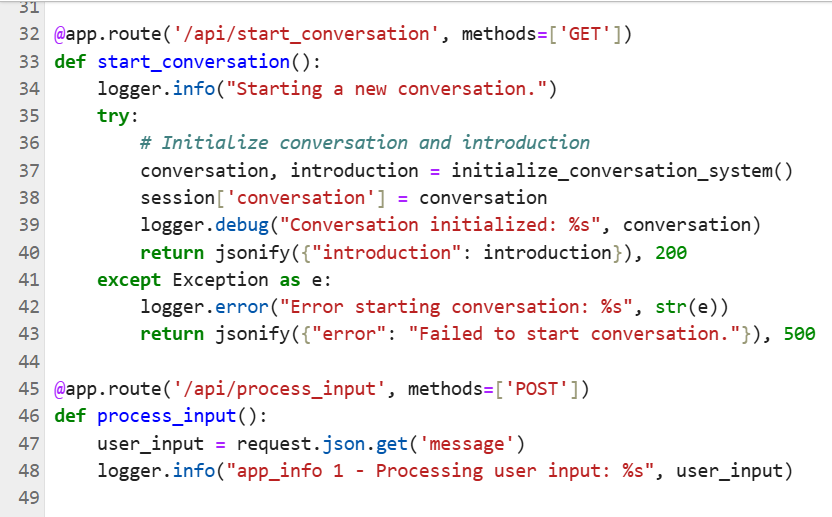 31
32 @app.route('/api/start_conversation', methods=['GET'])
33 def start_conversation():
34     logger.info("Starting a new conversation.")
35     try:
36         # Initialize conversation and introduction
37         conversation, introduction = initialize_conversation_system()
38         session['conversation'] = conversation
39         logger.debug("Conversation initialized: %s", conversation)
40         return jsonify({"introduction": introduction}), 200
41     except Exception as e:
42         logger.error("Error starting conversation: %s", str(e))
43         return jsonify({"error": "Failed to start conversation."}), 500
44
45 @app.route('/api/process_input', methods=['POST'])
46 def process_input():
47     user_input = request.json.get('message')
48     logger.info("app_info 1 - Processing user input: %s", user_input)
49